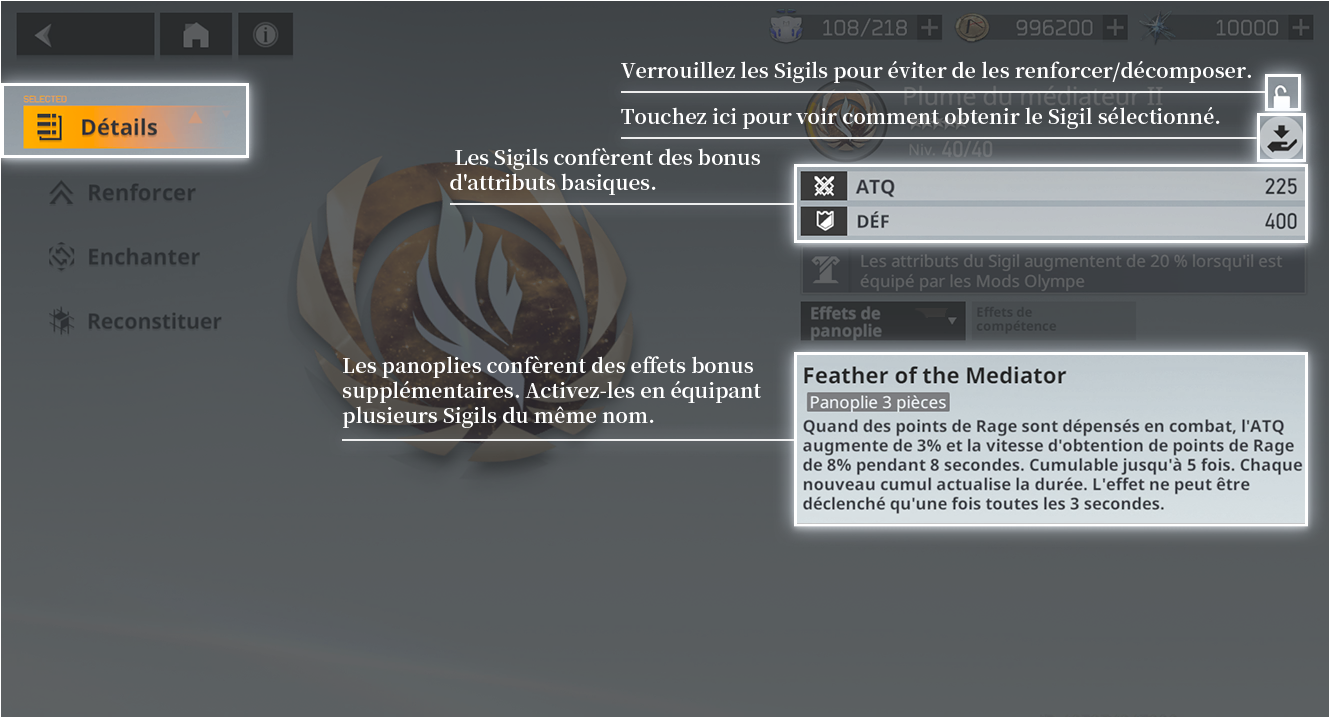 108/218
996200
10000
Verrouillez les Sigils pour éviter de les renforcer/décomposer.
Plume du médiateur II
Touchez ici pour voir comment obtenir le Sigil sélectionné.
Niv. 40/40
SELECTED
Détails
Renforcer
Enchanter
Reconstituer
Les Sigils confèrent des bonus
d'attributs basiques.
ATQ 225
DÉF 400
Les attributs du Sigil augmentent de 20 % lorsqu'il est
équipé par les Mods Olympe
Effets de
panoplie
Effets de
compétence
Les panoplies confèrent des effets bonus
supplémentaires. Activez-les en équipant
plusieurs Sigils du même nom.
Feather of the Mediator
Panoplie 3 pièces
Quand des points de Rage sont dépensés en combat, l'ATQ
augmente de 3% et la vitesse d'obtention de points de Rage
de 8% pendant 8 secondes. Cumulable jusqu'à 5 fois. Chaque
nouveau cumul actualise la durée. L'effet ne peut être
déclenché qu'une fois toutes les 3 secondes.